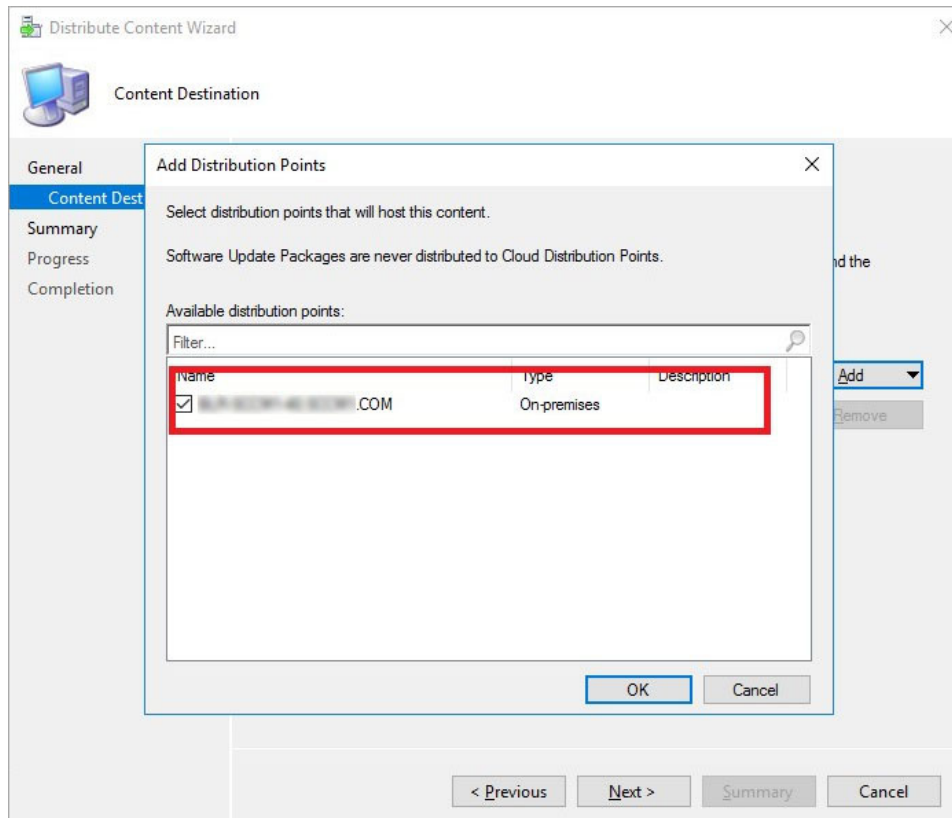 Distribute Content Wizard
Content Destination
General
Content Dest
Summary
Progress
Completion
Add Distribution Points
Select distribution points that will host this content.
Software Update Packages are never distributed to Cloud Distribution Points.
nd the
Available distribution points:
Filter...
Name Type Description
.COM On-premises
Add
Remove
OK Cancel
< Previous Next > Summary Cancel